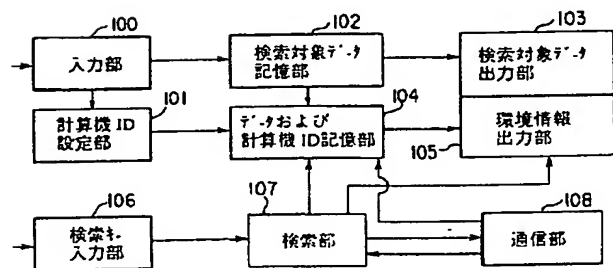 100
入力部
101
計算機ID
設定部
102
検索対象データ
記憶部
103
検索対象データ
出力部
104
データおよび
計算機ID記憶部
環境情報
出力部
105
106
検索キー
入力部
107
検索部
108
通信部